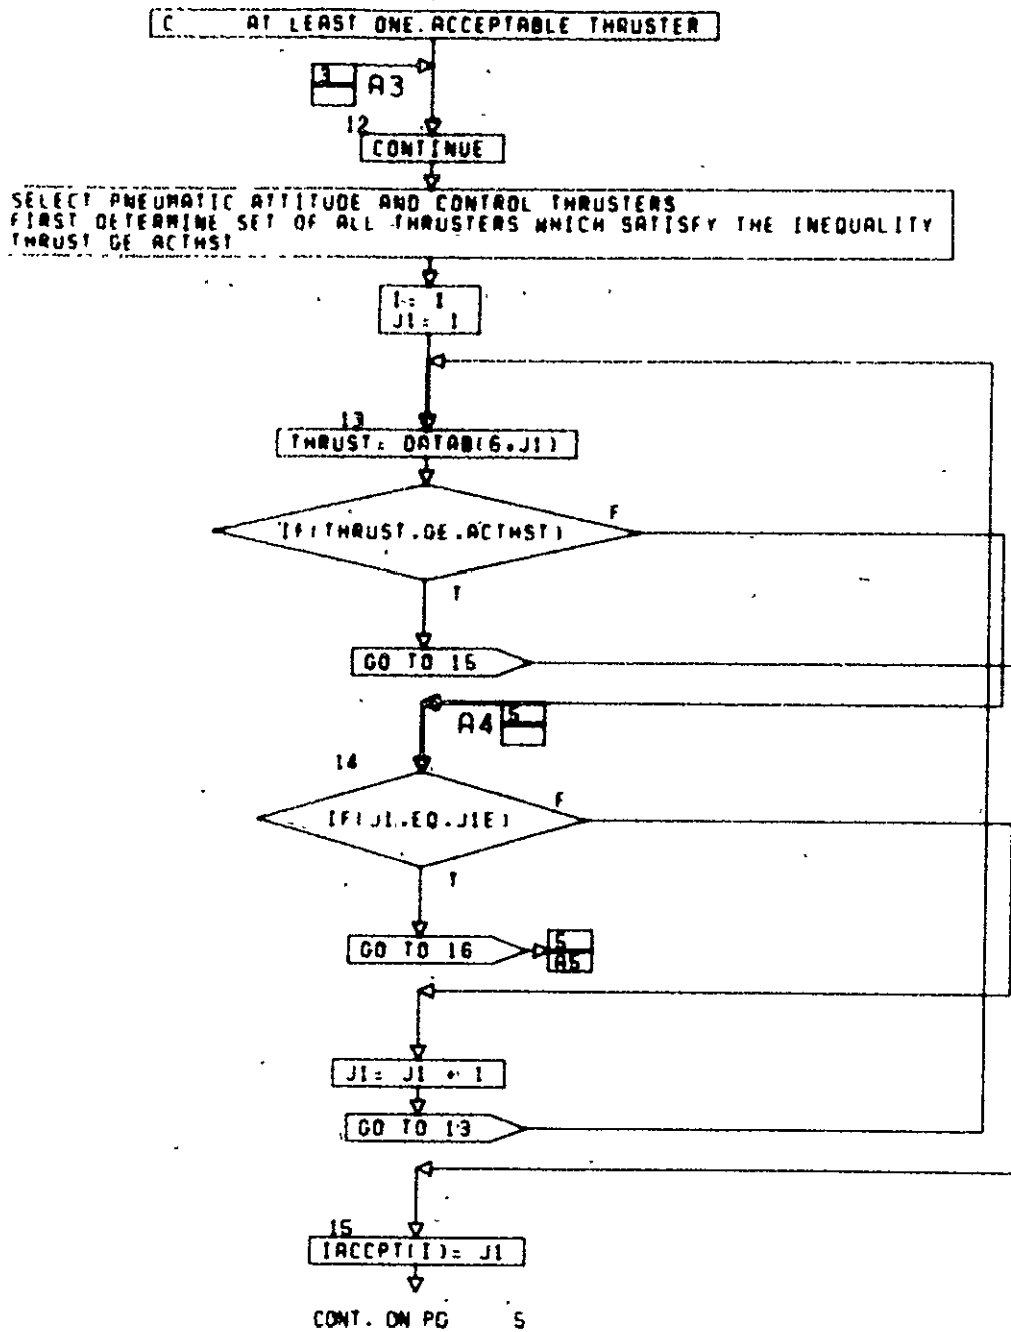 C AT LEAST ONE.ACCEPTABLE THRUSTER
3
A3
12
CONTINUE
SELECT PNEUMATIC ATTITUDE AND CONTROL THRUSTERS
FIRST DETERMINE SET OF ALL THRUSTERS WHICH SATISFY THE INEQUALITY
THRUST GE ACTHST
I= 1
J1= 1
13
THRUST= DATAB(6,J1)
IF(THRUST.GE.ACTHST)
F
T
GO TO 15
A4
5
14
IF(J1.EQ.J1E)
F
T
GO TO 16
5
A5
J1= J1 + 1
GO TO 13
15
IACCPT(I)= J1
CONT. ON PG 5